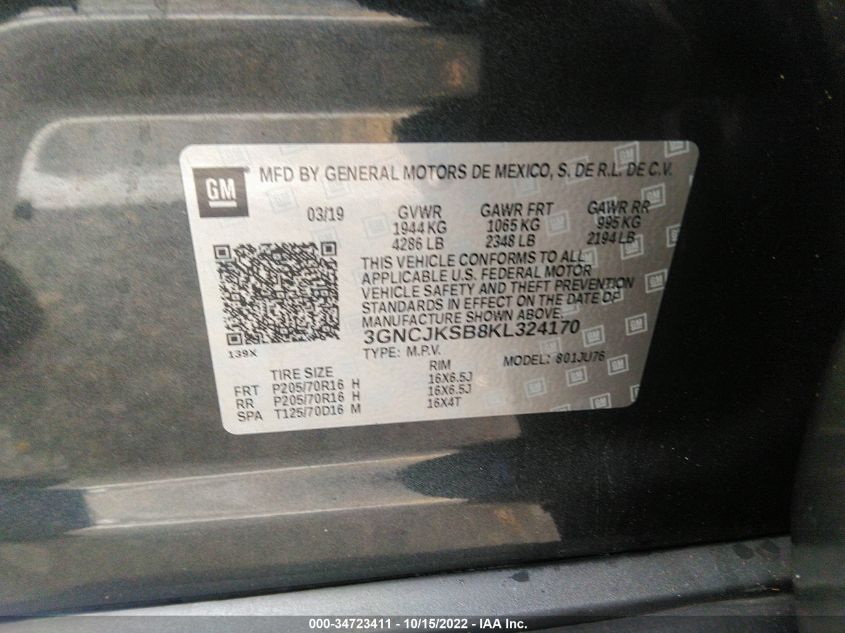 GM
MFD BY GENERAL MOTORS DE MEXICO, S. DE R.L. DE C.V.
03/19 GVWR GAWR FRT GAWR RR
1944 KG 1065 KG 995 KG
4286 LB 2348 LB 2194 LB
THIS VEHICLE CONFORMS TO ALL
APPLICABLE U.S. FEDERAL MOTOR
VEHICLE SAFETY AND THEFT PREVENTION
STANDARDS IN EFFECT ON THE DATE OF
MANUFACTURE SHOWN ABOVE.
3GNCJKSB8KL324170
139X
TYPE: M.P.V. MODEL: 801JU76
TIRE SIZE RIM
FRT P205/70R16 H 16X6.5J
RR P205/70R16 H 16X6.5J
SPA T125/70D16 M 16X4T
000-34723411 - 10/15/2022 - IAA Inc.